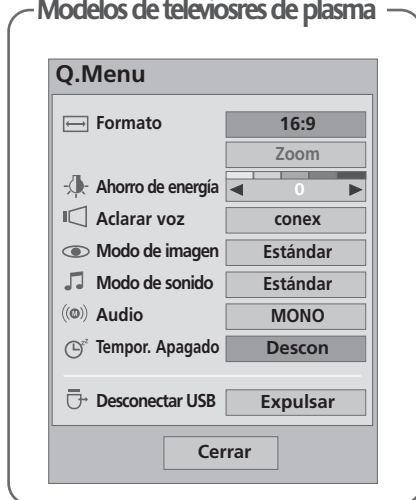 Modelos de televiosres de plasma
Q.Menu
Formato 16:9
Zoom
Ahorro de energía ◀ 0 ▶
Aclarar voz conex
Modo de imagen Estándar
Modo de sonido Estándar
Audio MONO
Tempor. Apagado Descon
Desconectar USB Expulsar
Cerrar